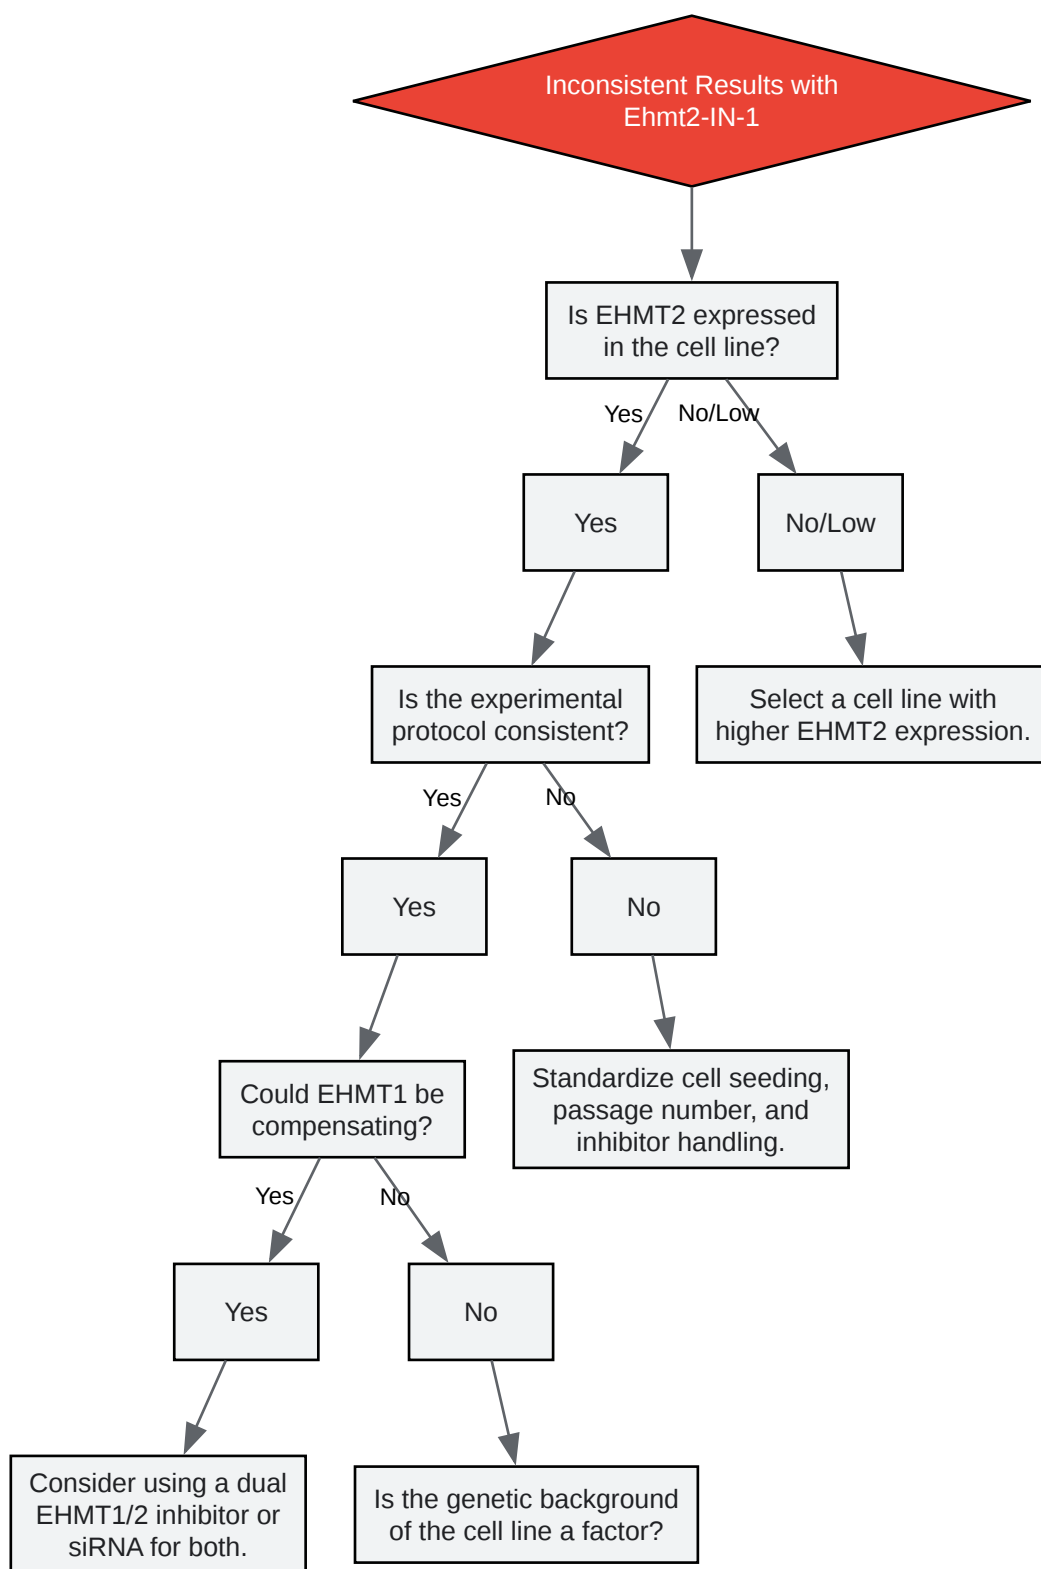 Inconsistent Results with
Ehmt2-IN-1
Is EHMT2 expressed
in the cell line?
Yes
No/Low
Yes
No/Low
Is the experimental
protocol consistent?
Select a cell line with
higher EHMT2 expression.
Yes
No
Yes
No
Could EHMT1 be
compensating?
Standardize cell seeding,
passage number, and
inhibitor handling.
Yes
No
Yes
No
Consider using a dual
EHMT1/2 inhibitor or
siRNA for both.
Is the genetic background
of the cell line a factor?